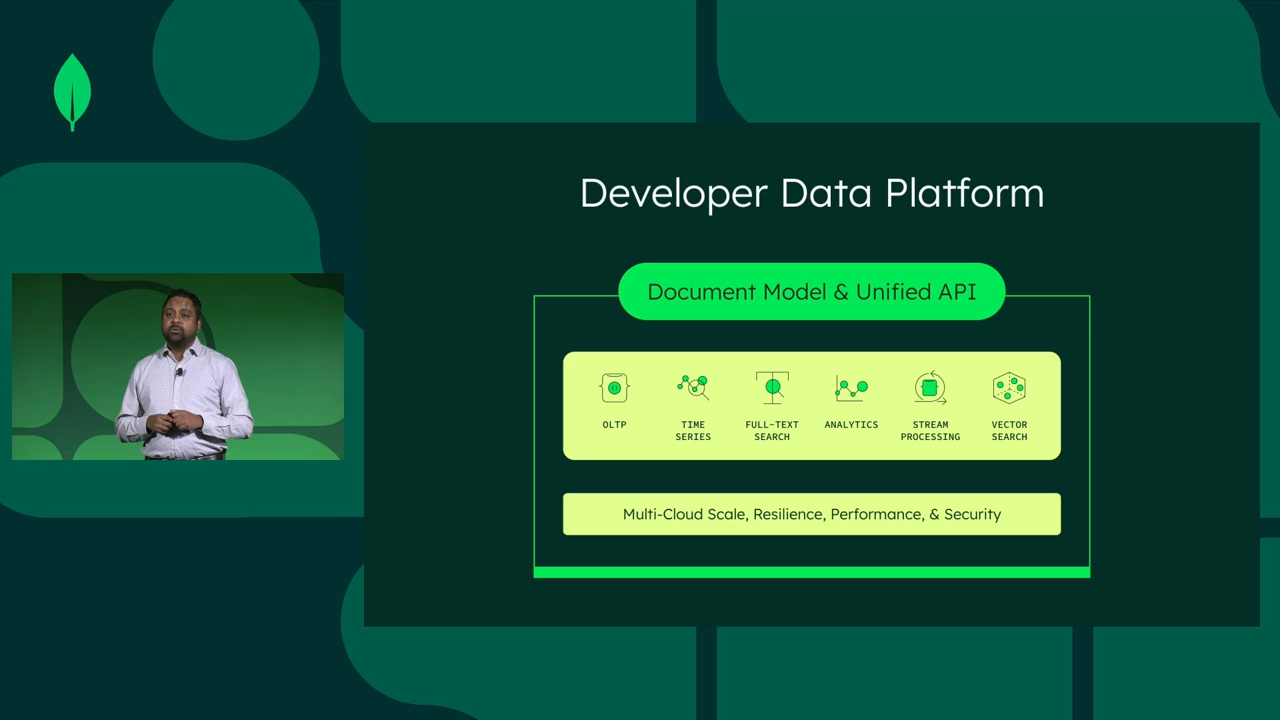 Developer Data Platform
Document Model & Unified API
OLTP
TIME
SERIES
FULL-TEXT
SEARCH
ANALYTICS
STREAM
PROCESSING
VECTOR
SEARCH
Multi-Cloud Scale, Resilience, Performance, & Security